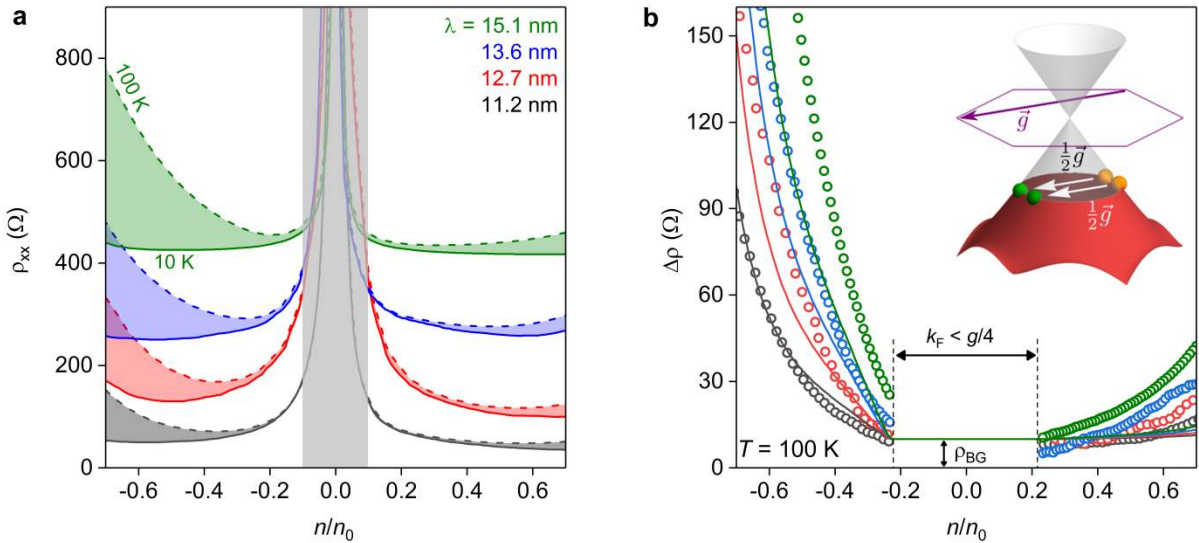 a
λ = 15.1 nm
13.6 nm
12.7 nm
11.2 nm
100 K
10 K
ρxx (Ω)
800
600
400
200
0
-0.6 -0.4 -0.2 0.0 0.2 0.4 0.6
n/n0
b
Δρ (Ω)
150
120
90
60
30
0
g⃗
½g⃗
½g⃗
kF < g/4
T = 100 K
ρBG
-0.6 -0.4 -0.2 0.0 0.2 0.4 0.6
n/n0